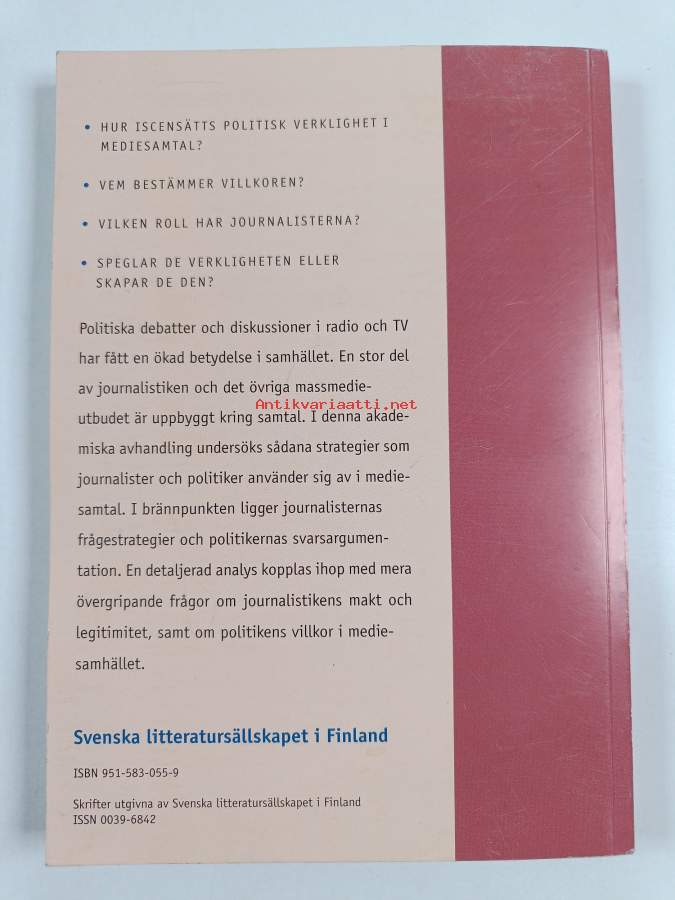 • HUR ISCENSÄTTS POLITISK VERKLIGHET I
MEDIESAMTAL?
• VEM BESTÄMMER VILLKOREN?
• VILKEN ROLL HAR JOURNALISTERNA?
• SPEGLAR DE VERKLIGHETEN ELLER
SKAPAR DE DEN?
Politiska debatter och diskussioner i radio och TV
har fått en ökad betydelse i samhället. En stor del
av journalistiken och det övriga massmedie-
Antikvariaatti.net
utbudet är uppbyggt kring samtal. I denna akade-
miska avhandling undersöks sådana strategier som
journalister och politiker använder sig av i medie-
samtal. I brännpunkten ligger journalisternas
frågestrategier och politikernas svarsargumen-
tation. En detaljerad analys kopplas ihop med mera
övergripande frågor om journalistikens makt och
legitimitet, samt om politikens villkor i medie-
samhället.
Svenska litteratursällskapet i Finland
ISBN 951-583-055-9
Skrifter utgivna av Svenska litteratursällskapet i Finland
ISSN 0039-6842